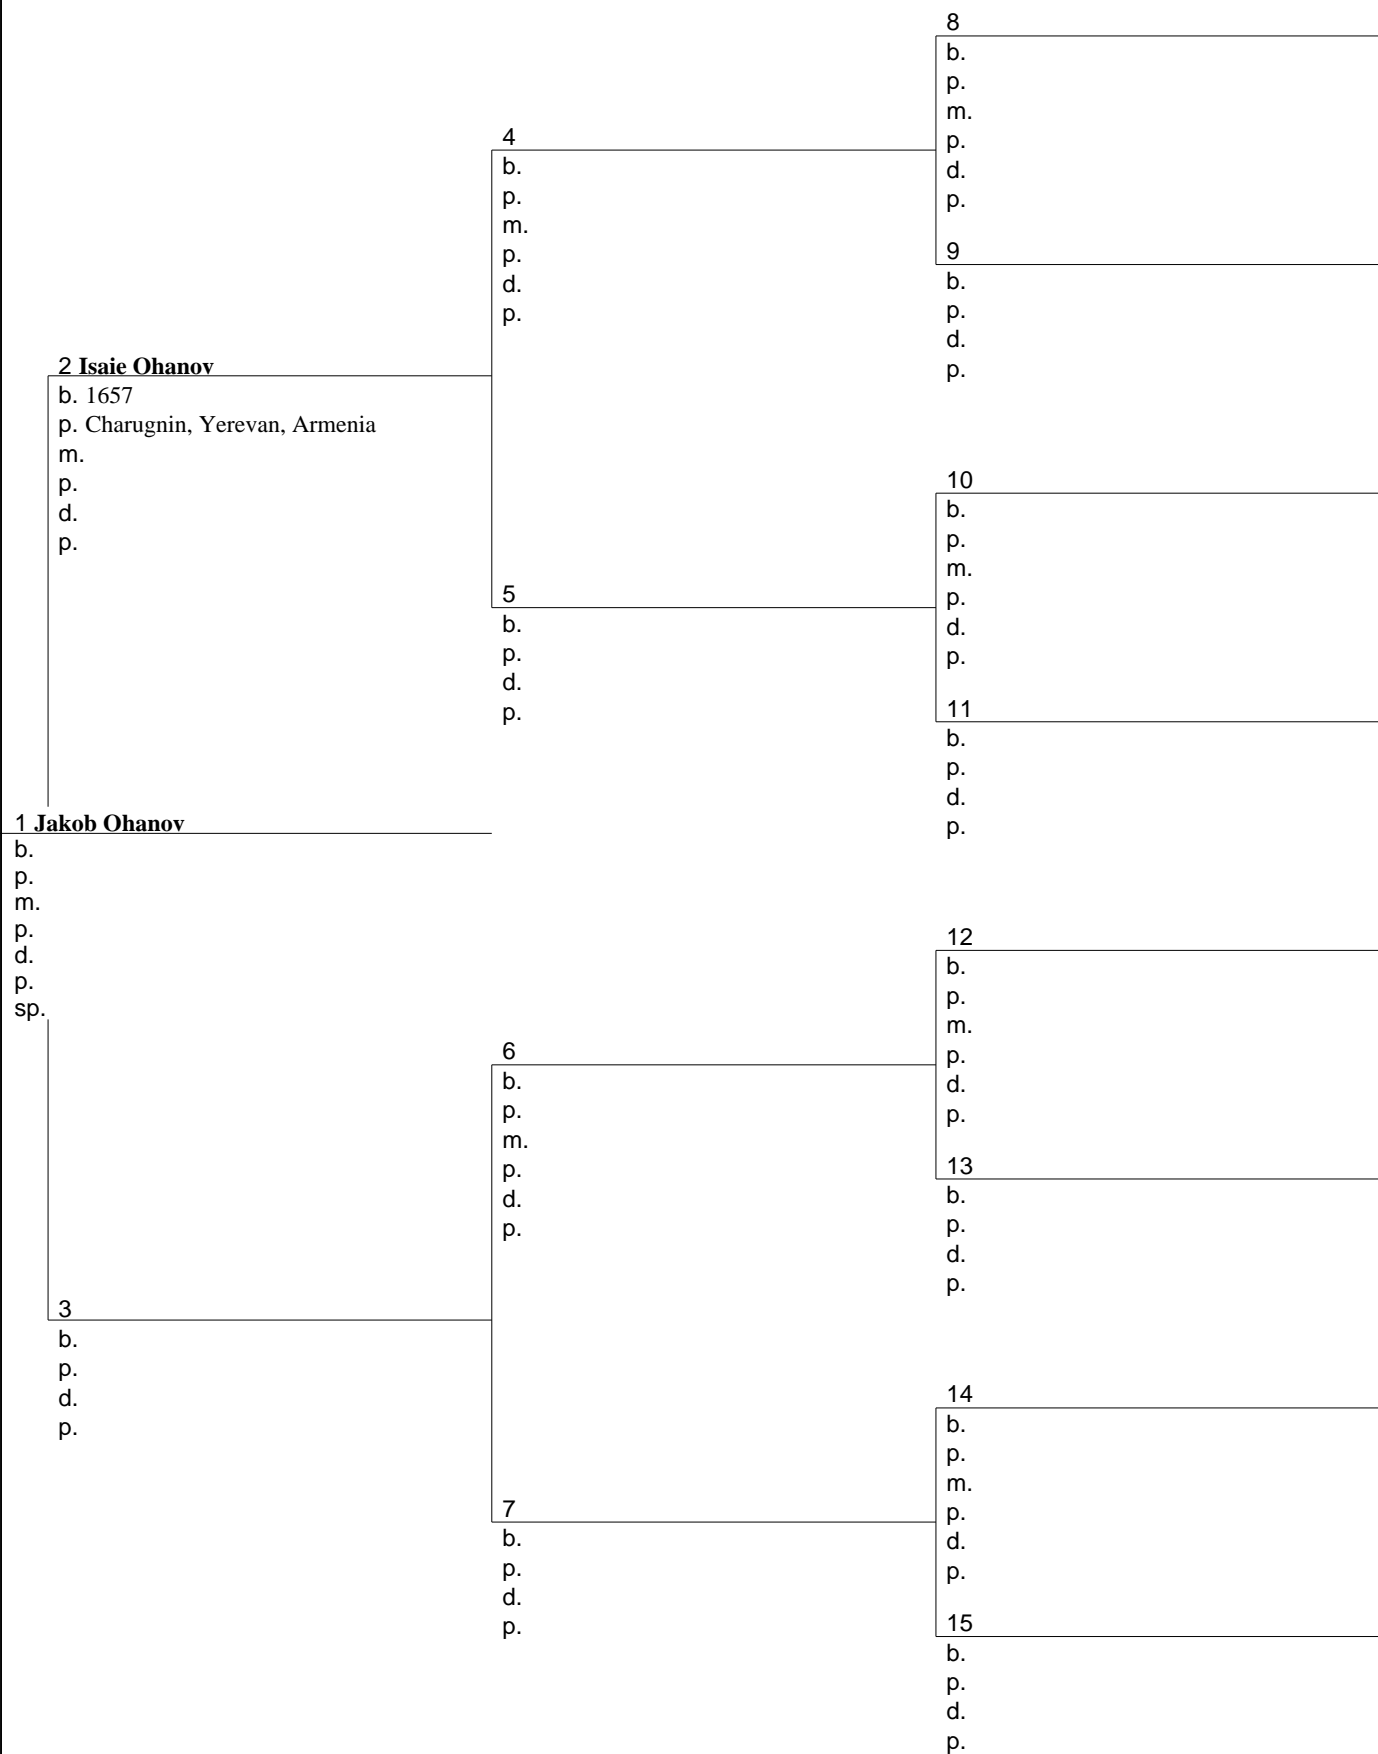 8
b.
p.
m.
p.
d.
p.
4
b.
p.
m.
p.
d.
p.
9
b.
p.
d.
p.
2 Isaie Ohanov
b. 1657
p. Charugnin, Yerevan, Armenia
m.
p.
d.
p.
10
b.
p.
m.
p.
d.
p.
5
b.
p.
d.
p.
11
b.
p.
d.
p.
1 Jakob Ohanov
b.
p.
m.
p.
d.
p.
sp.
12
b.
p.
m.
p.
d.
p.
6
b.
p.
m.
p.
d.
p.
13
b.
p.
d.
p.
3
b.
p.
d.
p.
14
b.
p.
m.
p.
d.
p.
7
b.
p.
d.
p.
15
b.
p.
d.
p.